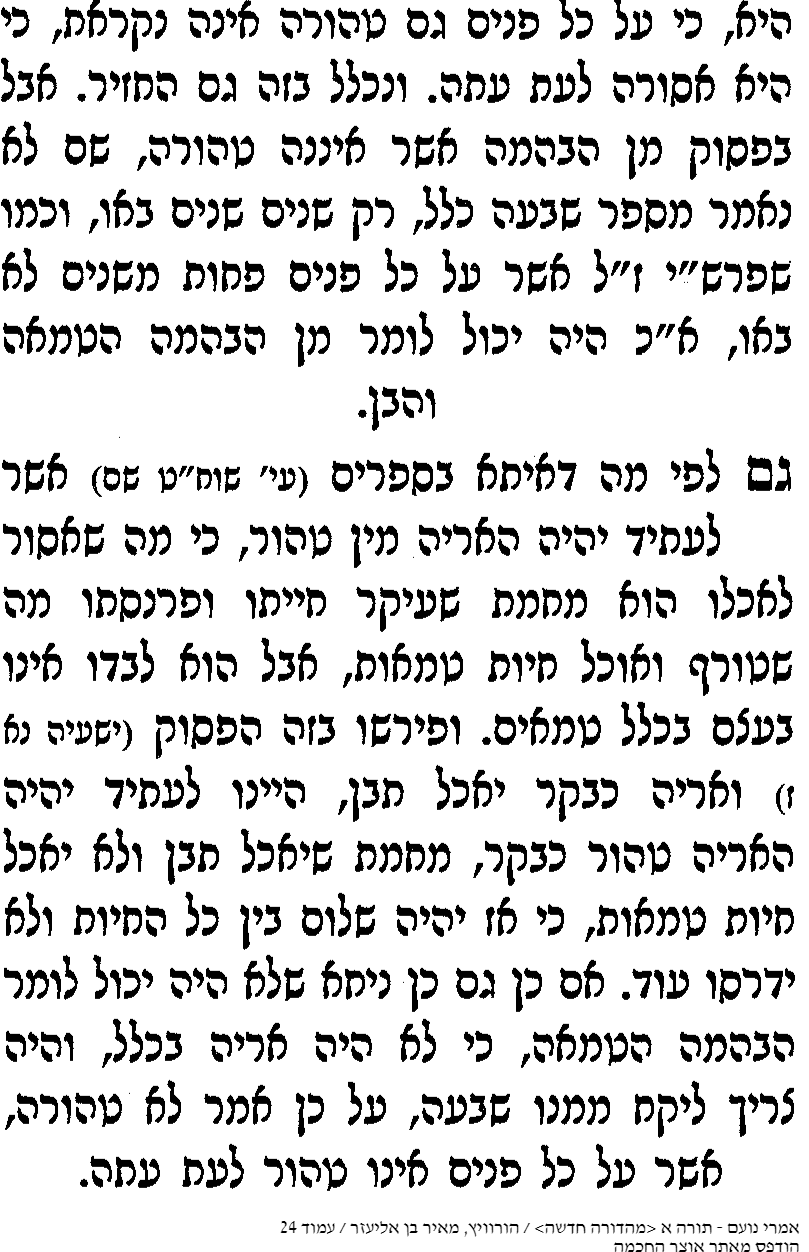 היא, כי על כל פנים גם טהורה אינה נקראת, כי
היא אסורה לעת עתה. ונכלל בזה גם החזיר. אבל
בפסוק מן הבהמה אשר איננה טהורה, שם לא
נאמר מספר שבעה כלל, רק שנים שנים באו, וכמו
שפרש״י ז״ל אשר על כל פנים פחות משנים לא
באו, א״כ היה יכול לומר מן הבהמה הטמאה
והבן.
גם לפי מה דאיתא בספרים (עי׳ שוח״ט שם) אשר
לעתיד יהיה האריה מין טהור, כי מה שאסור
לאכלו הוא מחמת שעיקר חייתו ופרנסתו מה
שטורף ואוכל חיות טמאות, אבל הוא לבדו אינו
בעצם בכלל טמאים. ופירשו בזה הפסוק (ישעיה נא
ז) ואריה כבקר יאכל תבן, היינו לעתיד יהיה
האריה טהור כבקר, מחמת שיאכל תבן ולא יאכל
חיות טמאות, כי אז יהיה שלום בין כל החיות ולא
ידרסו עוד. אם כן גם כן ניחא שלא היה יכול לומר
הבהמה הטמאה, כי לא היה אריה בכלל, והיה
צריך ליקח ממנו שבעה, על כן אמר לא טהורה,
אשר על כל פנים אינו טהור לעת עתה.
אמרי נועם - תורה א <מהדורה חדשה> / הורוויץ, מאיר בן אליעזר / עמוד 24
הודפס מאתר אוצר החכמה